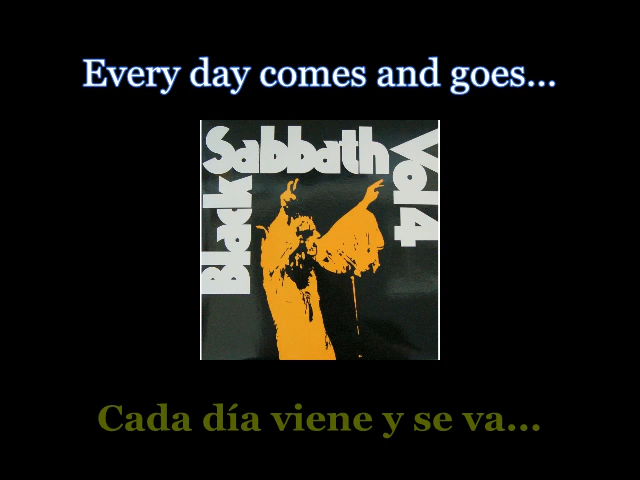 Every day comes and goes...
Black
Sabbath
Vol 4
Cada día viene y se va...